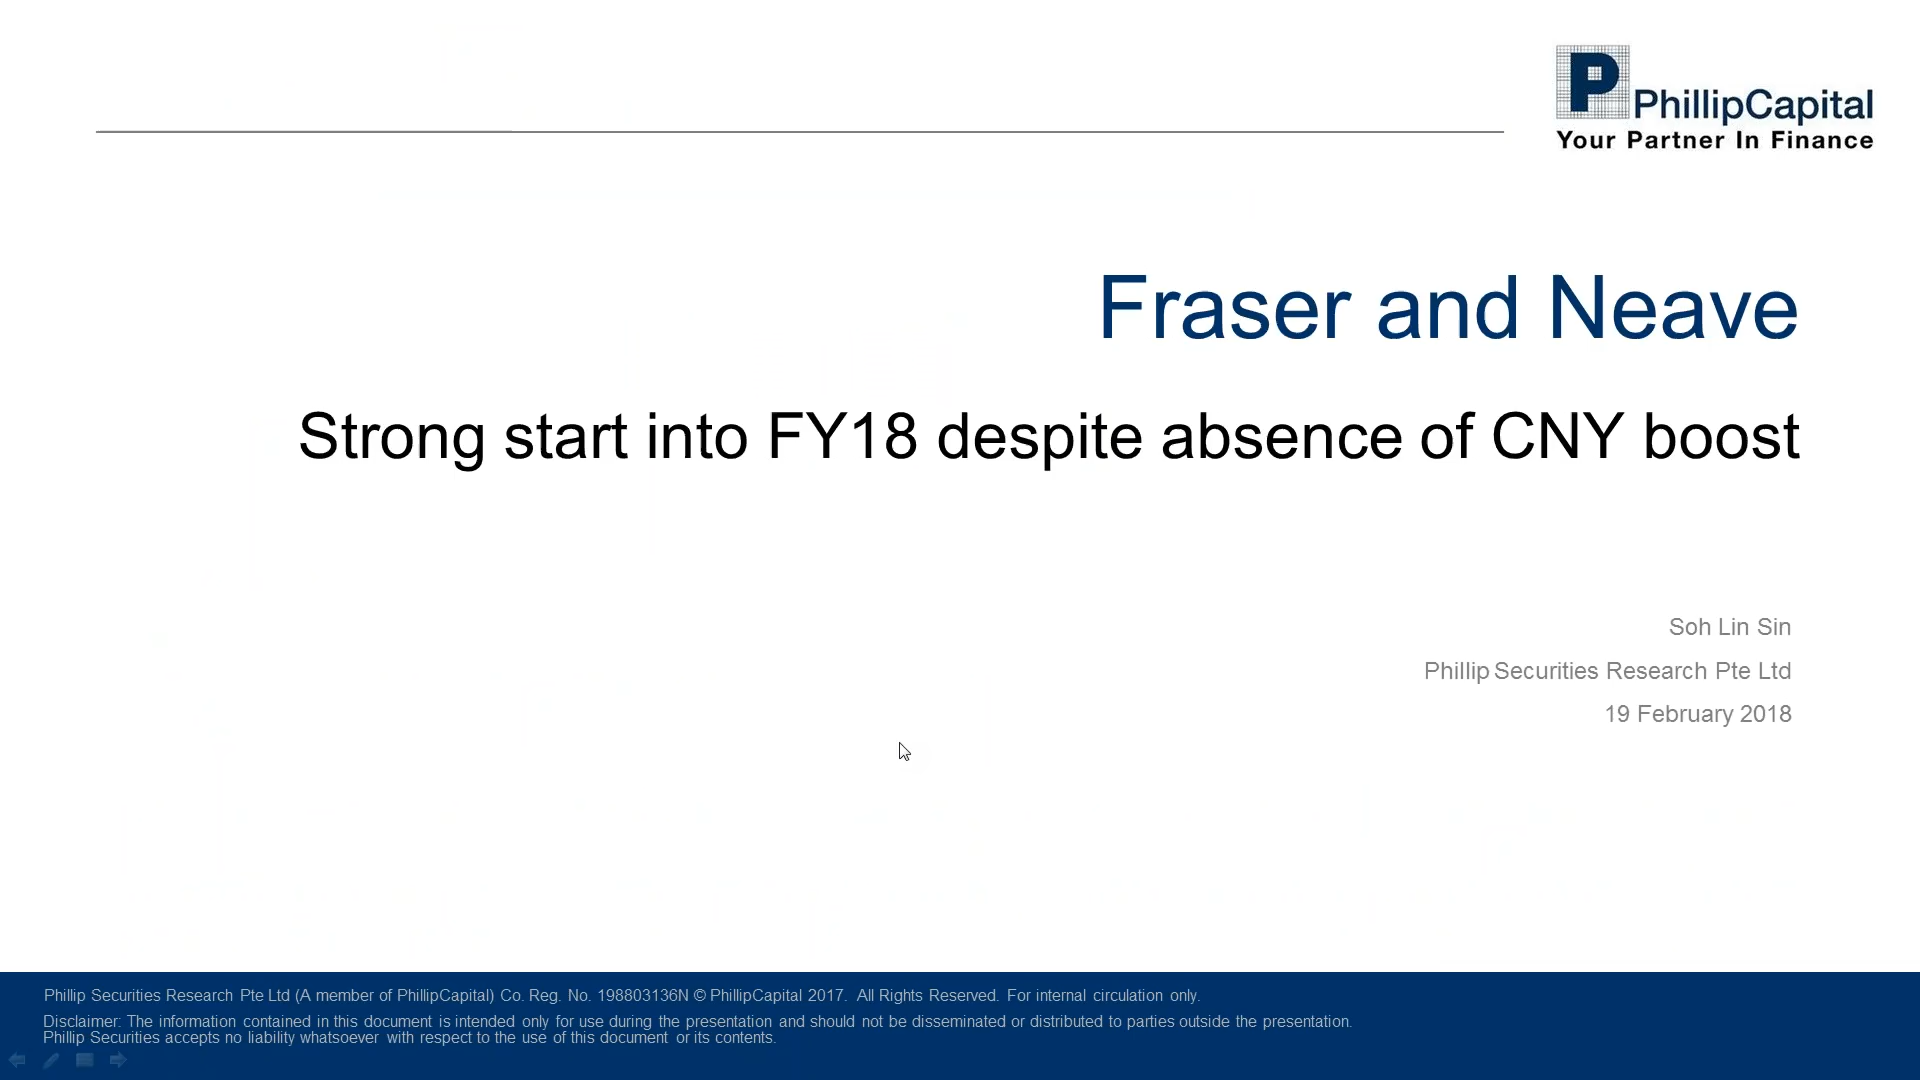 PhillipCapital
Your Partner In Finance
Fraser and Neave
Strong start into FY18 despite absence of CNY boost
Soh Lin Sin
Phillip Securities Research Pte Ltd
19 February 2018
Phillip Securities Research Pte Ltd (A member of PhillipCapital) Co. Reg. No. 198803136N © PhillipCapital 2017. All Rights Reserved. For internal circulation only.
Disclaimer: The information contained in this document is intended only for use during the presentation and should not be disseminated or distributed to parties outside the presentation.
Phillip Securities accepts no liability whatsoever with respect to the use of this document or its contents.